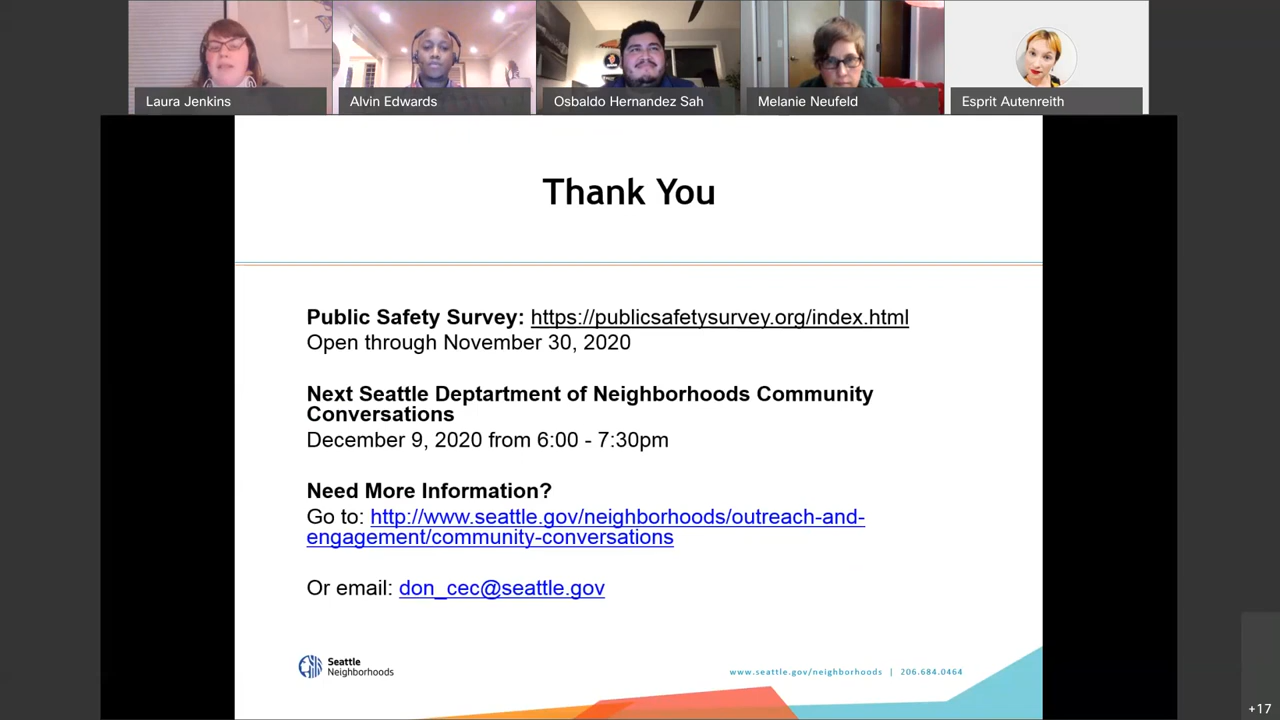 Laura Jenkins
Alvin Edwards
Osbaldo Hernandez Sah
Melanie Neufeld
Esprit Autenreith
Thank You
Public Safety Survey: https://publicsafetysurvey.org/index.html
Open through November 30, 2020
Next Seattle Deptartment of Neighborhoods Community
Conversations
December 9, 2020 from 6:00 - 7:30pm
Need More Information?
Go to: http://www.seattle.gov/neighborhoods/outreach-and-
engagement/community-conversations
Or email: don_cec@seattle.gov
Seattle
Neighborhoods
www.seattle.gov/neighborhoods | 206.684.0464
+17